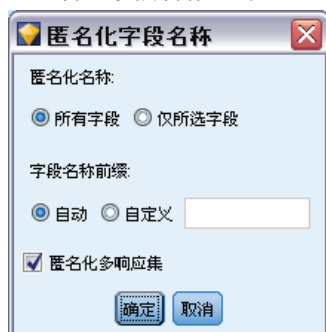 匿名化字段名称
匿名化名称:
所有字段 仅所选字段
字段名称前缀:
自动 自定义
匿名化多响应集
确定 取消